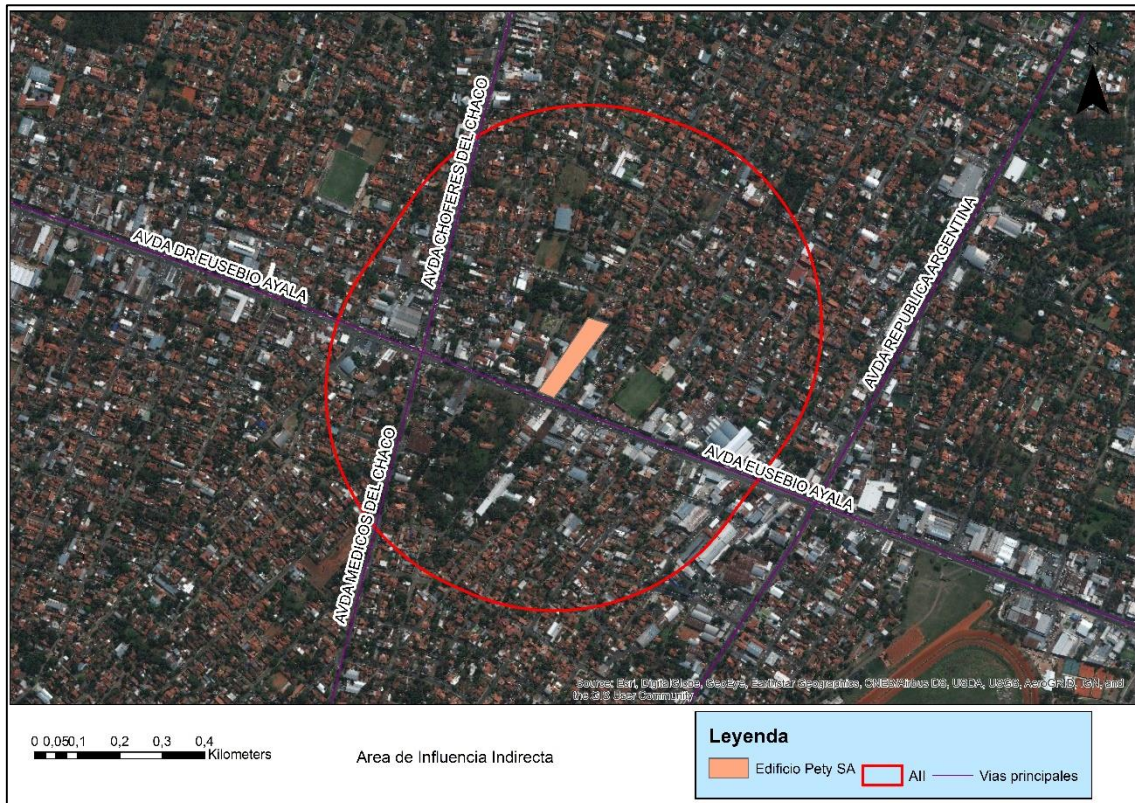 N
AVDA CHOFERES DEL CHACO
AVDA DR EUSEBIO AYALA
AVDA REPUBLICA ARGENTINA
AVDA EUSEBIO AYALA
AVDA MEDICOS DEL CHACO
Source: Esri, DigitalGlobe, GeoEye, Earthstar Geographics, CNES/Airbus DS, USDA, USGS, AeroGRID, IGN, and
the GIS User Community
0 0,050,1 0,2 0,3 0,4
Kilometers
Area de Influencia Indirecta
Leyenda
Edificio Pety SA
AII
Vias principales